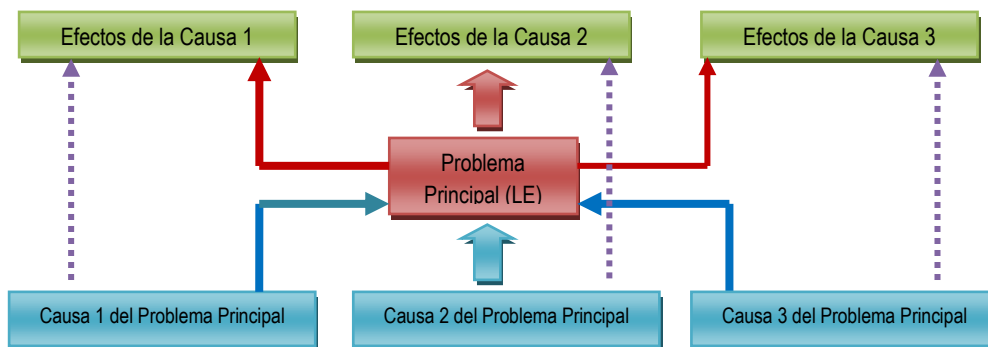 Efectos de la Causa 1
Efectos de la Causa 2
Efectos de la Causa 3
Problema
Principal (LE)
Causa 1 del Problema Principal
Causa 2 del Problema Principal
Causa 3 del Problema Principal